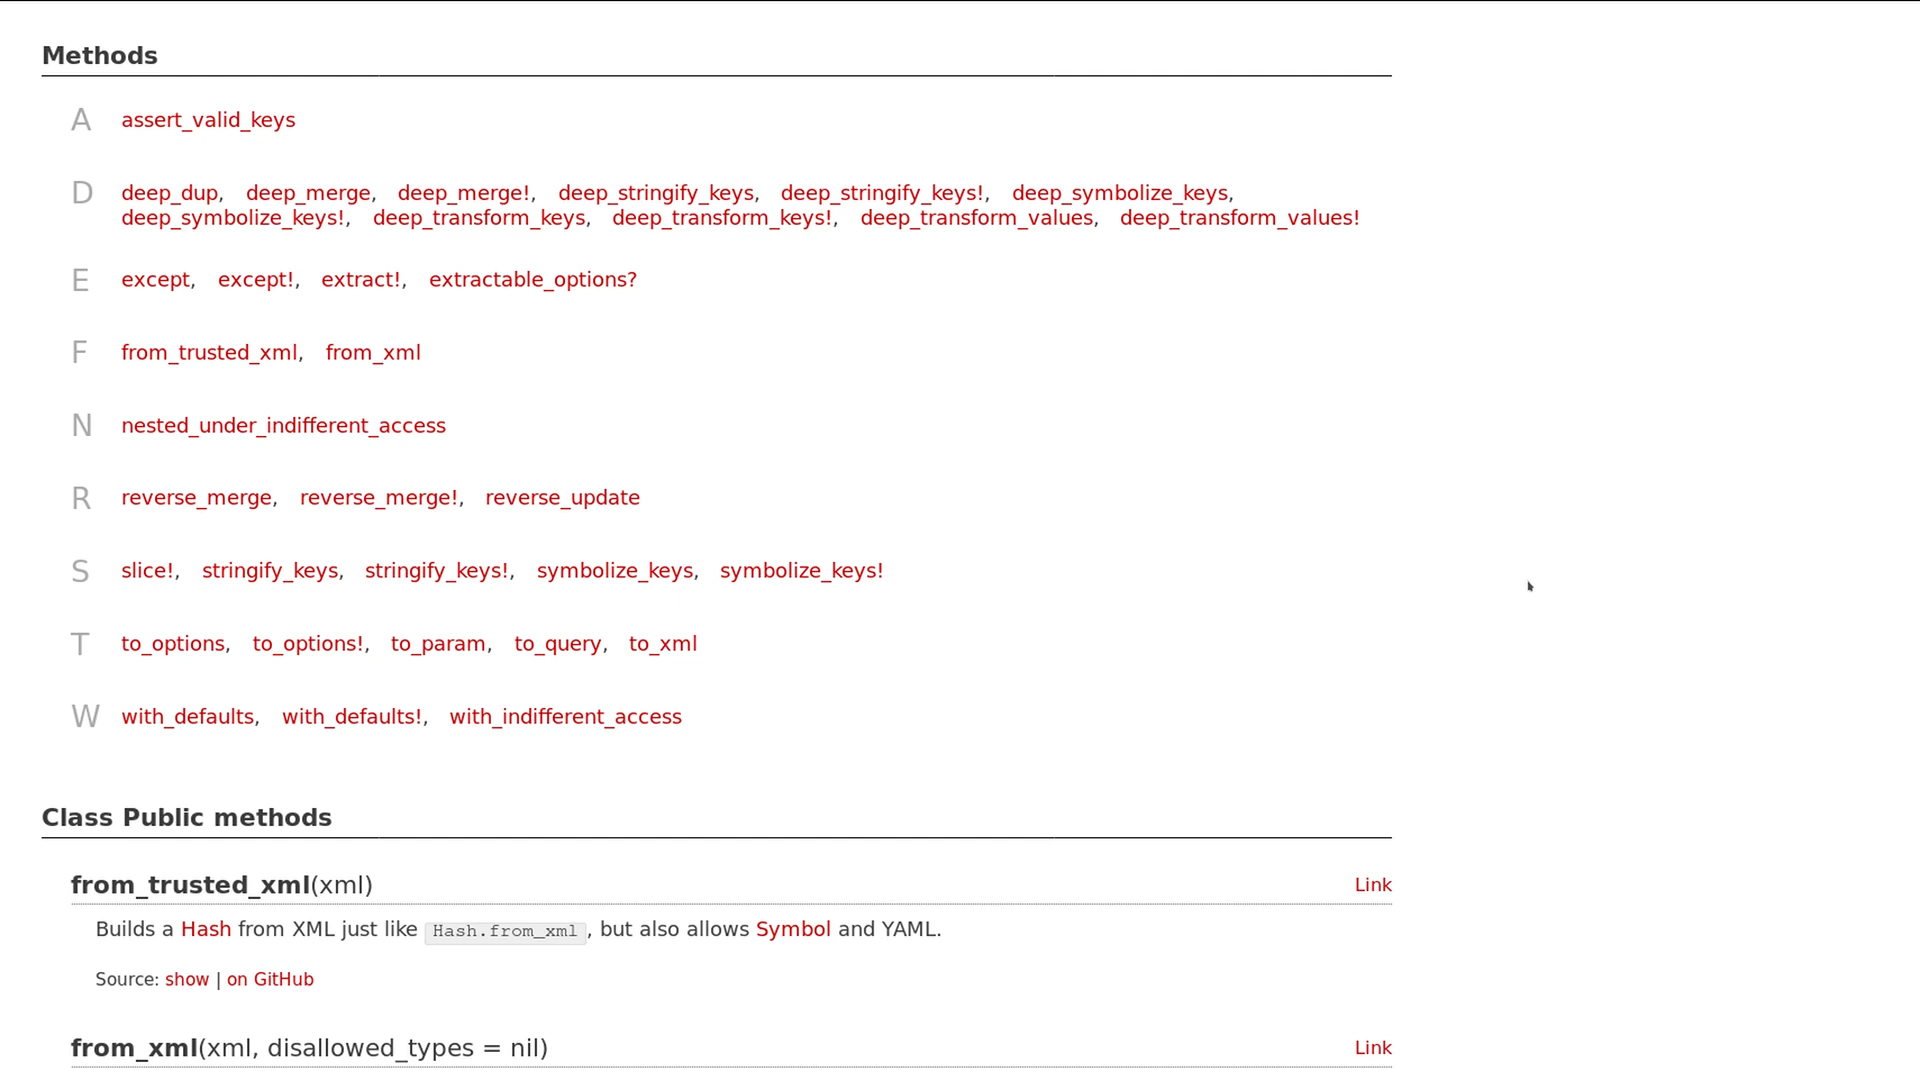 Methods
A assert_valid_keys
D deep_dup, deep_merge, deep_merge!, deep_stringify_keys, deep_stringify_keys!, deep_symbolize_keys,
deep_symbolize_keys!, deep_transform_keys, deep_transform_keys!, deep_transform_values, deep_transform_values!
E except, except!, extract!, extractable_options?
F from_trusted_xml, from_xml
N nested_under_indifferent_access
R reverse_merge, reverse_merge!, reverse_update
S slice!, stringify_keys, stringify_keys!, symbolize_keys, symbolize_keys!
T to_options, to_options!, to_param, to_query, to_xml
W with_defaults, with_defaults!, with_indifferent_access
Class Public methods
from_trusted_xml(xml) Link
Builds a Hash from XML just like Hash.from_xml, but also allows Symbol and YAML.
Source: show | on GitHub
from_xml(xml, disallowed_types = nil) Link